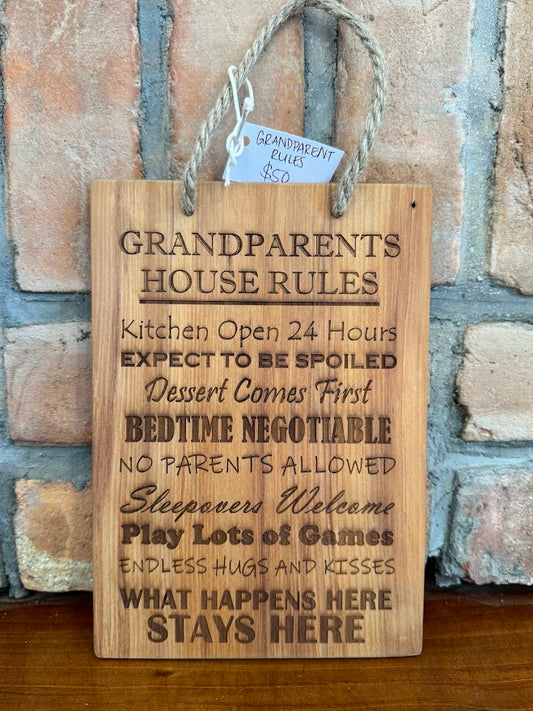 GRANDPARENT
RULES
$50
GRANDPARENTS
HOUSE RULES
Kitchen Open 24 Hours
EXPECT TO BE SPOILED
Dessert Comes First
BEDTIME NEGOTIABLE
NO PARENTS ALLOWED
Sleepovers Welcome
Play Lots of Games
ENDLESS HUGS AND KISSES
WHAT HAPPENS HERE
STAYS HERE